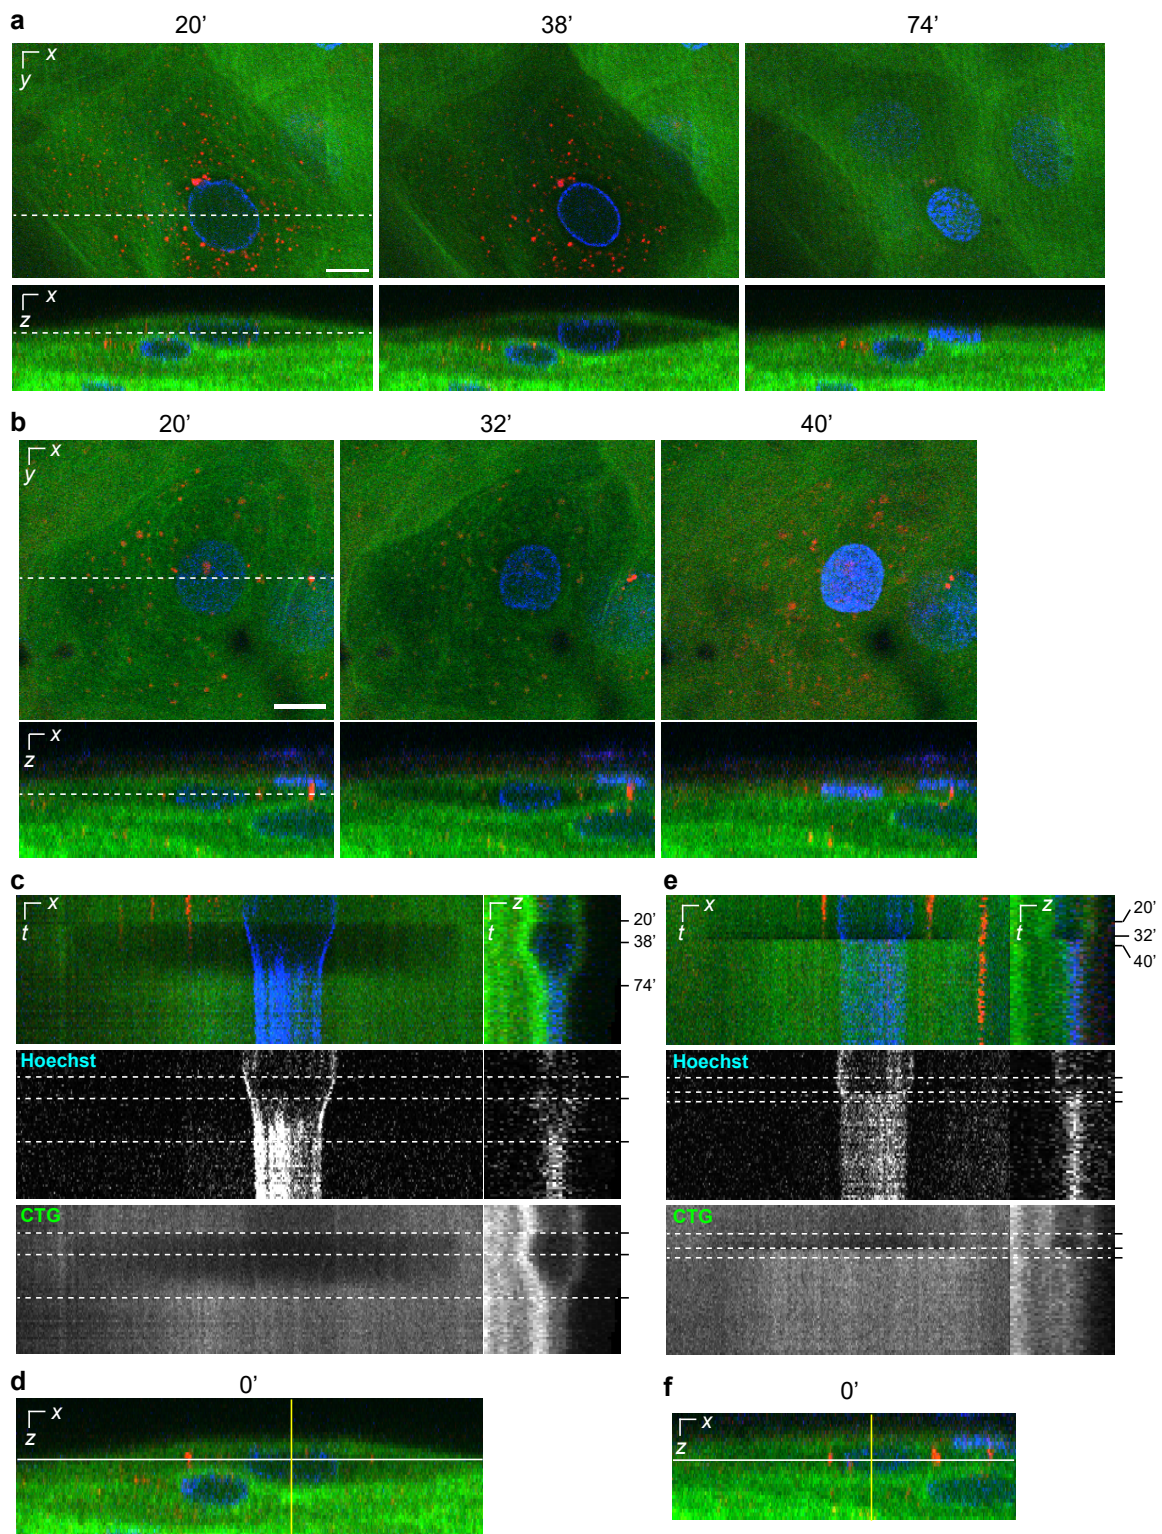 a
20’ 38’ 74’
x
y
x
z
b
20’ 32’ 40’
x
y
x
z
c
x
t
z
t
20’
38’
74’
Hoechst
CTG
e
x
t
z
t
20’
32’
40’
Hoechst
CTG
d
0’
x
z
f
0’
x
z